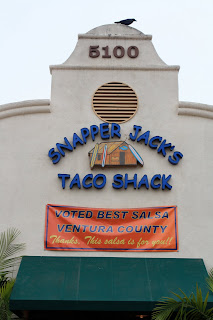 5100
SNAPPER JACK'S
TACO SHACK
VOTED BEST SALSA
VENTURA COUNTY
Thanks. This salsa is for you!!